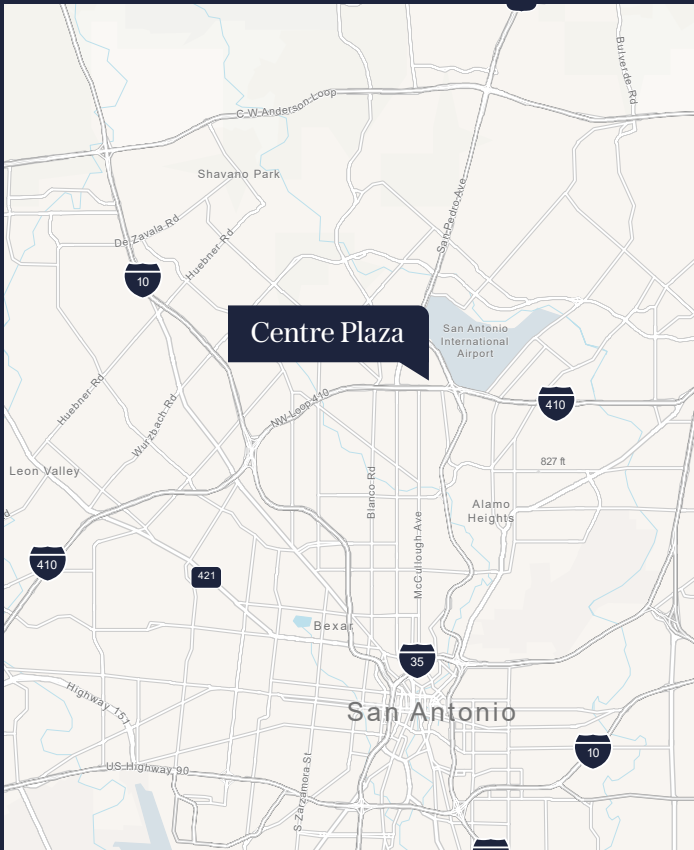 Bulverde Rd
C W Anderson Loop
Shavano Park
San Pedro Ave
De Zavala Rd
Huebner Rd
10
Centre Plaza
San Antonio
International
Airport
Huebner Rd
Wurzbach Rd
NW Loop 410
410
827 ft
Leon Valley
Blanco Rd
Alamo
Heights
McCullough Ave
410
421
Bexar
35
Highway 151
San Antonio
10
US Highway 90
S Zarzamora St